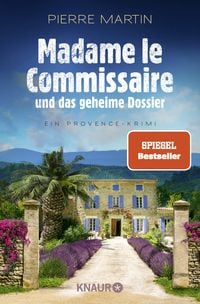 PIERRE MARTIN
Madame le
Commissaire
und das geheime Dossier
EIN PROVENCE-KRIMI
SPIEGEL
Bestseller
KNAUR